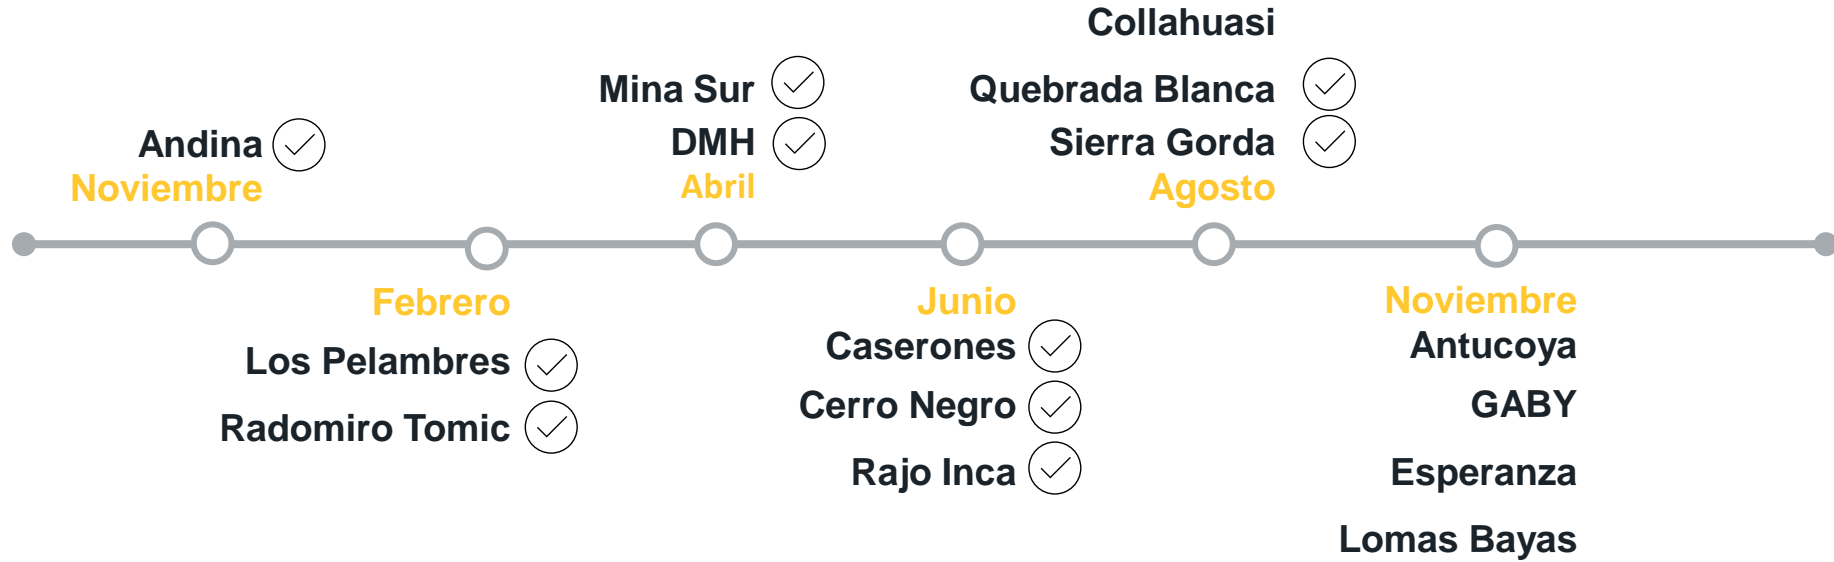 Andina
Noviembre
Febrero
Los Pelambres
Radomiro Tomic
Mina Sur
DMH
Abril
Junio
Caserones
Cerro Negro
Rajo Inca
Collahuasi
Quebrada Blanca
Sierra Gorda
Agosto
Noviembre
Antucoya
GABY
Esperanza
Lomas Bayas